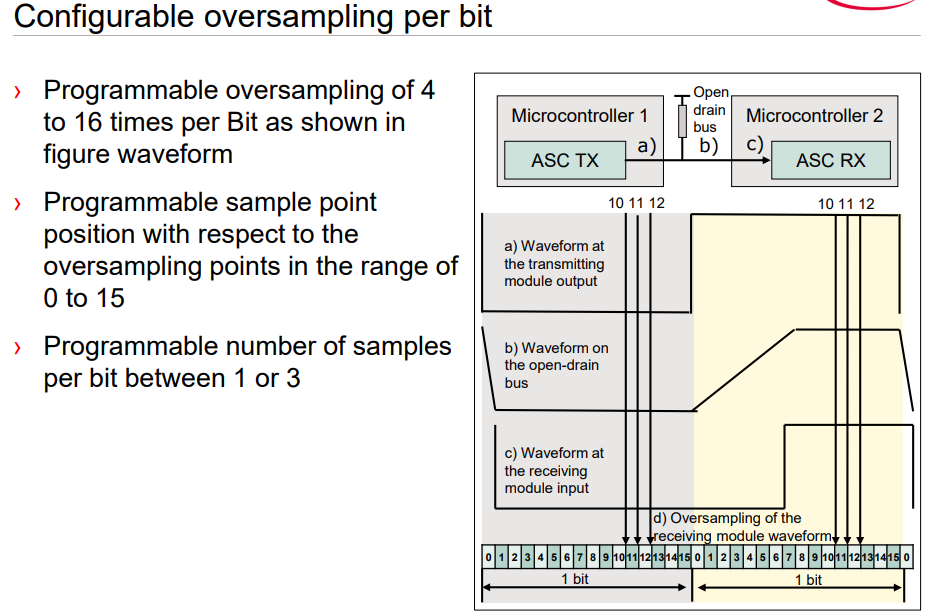 Configurable oversampling per bit
› Programmable oversampling of 4
to 16 times per Bit as shown in
figure waveform
› Programmable sample point
position with respect to the
oversampling points in the range of
0 to 15
› Programmable number of samples
per bit between 1 or 3
Microcontroller 1
ASC TX
a)
Open
drain
bus
b)
Microcontroller 2
c)
ASC RX
10 11 12
10 11 12
a) Waveform at
the transmitting
module output
b) Waveform on
the open-drain
bus
c) Waveform at
the receiving
module input
d) Oversampling of the
receiving module waveform
0 1 2 3 4 5 6 7 8 9 10 11 12 13 14 15 0 1 2 3 4 5 6 7 8 9 10 11 12 13 14 15 0
1 bit
1 bit